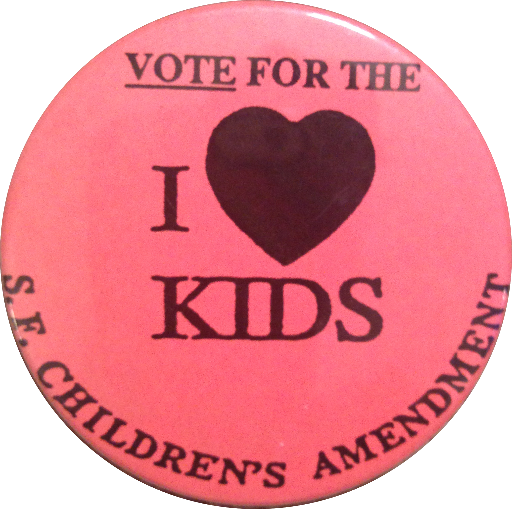 VOTE FOR THE
I ♥
KIDS
S.F. CHILDREN'S AMENDMENT